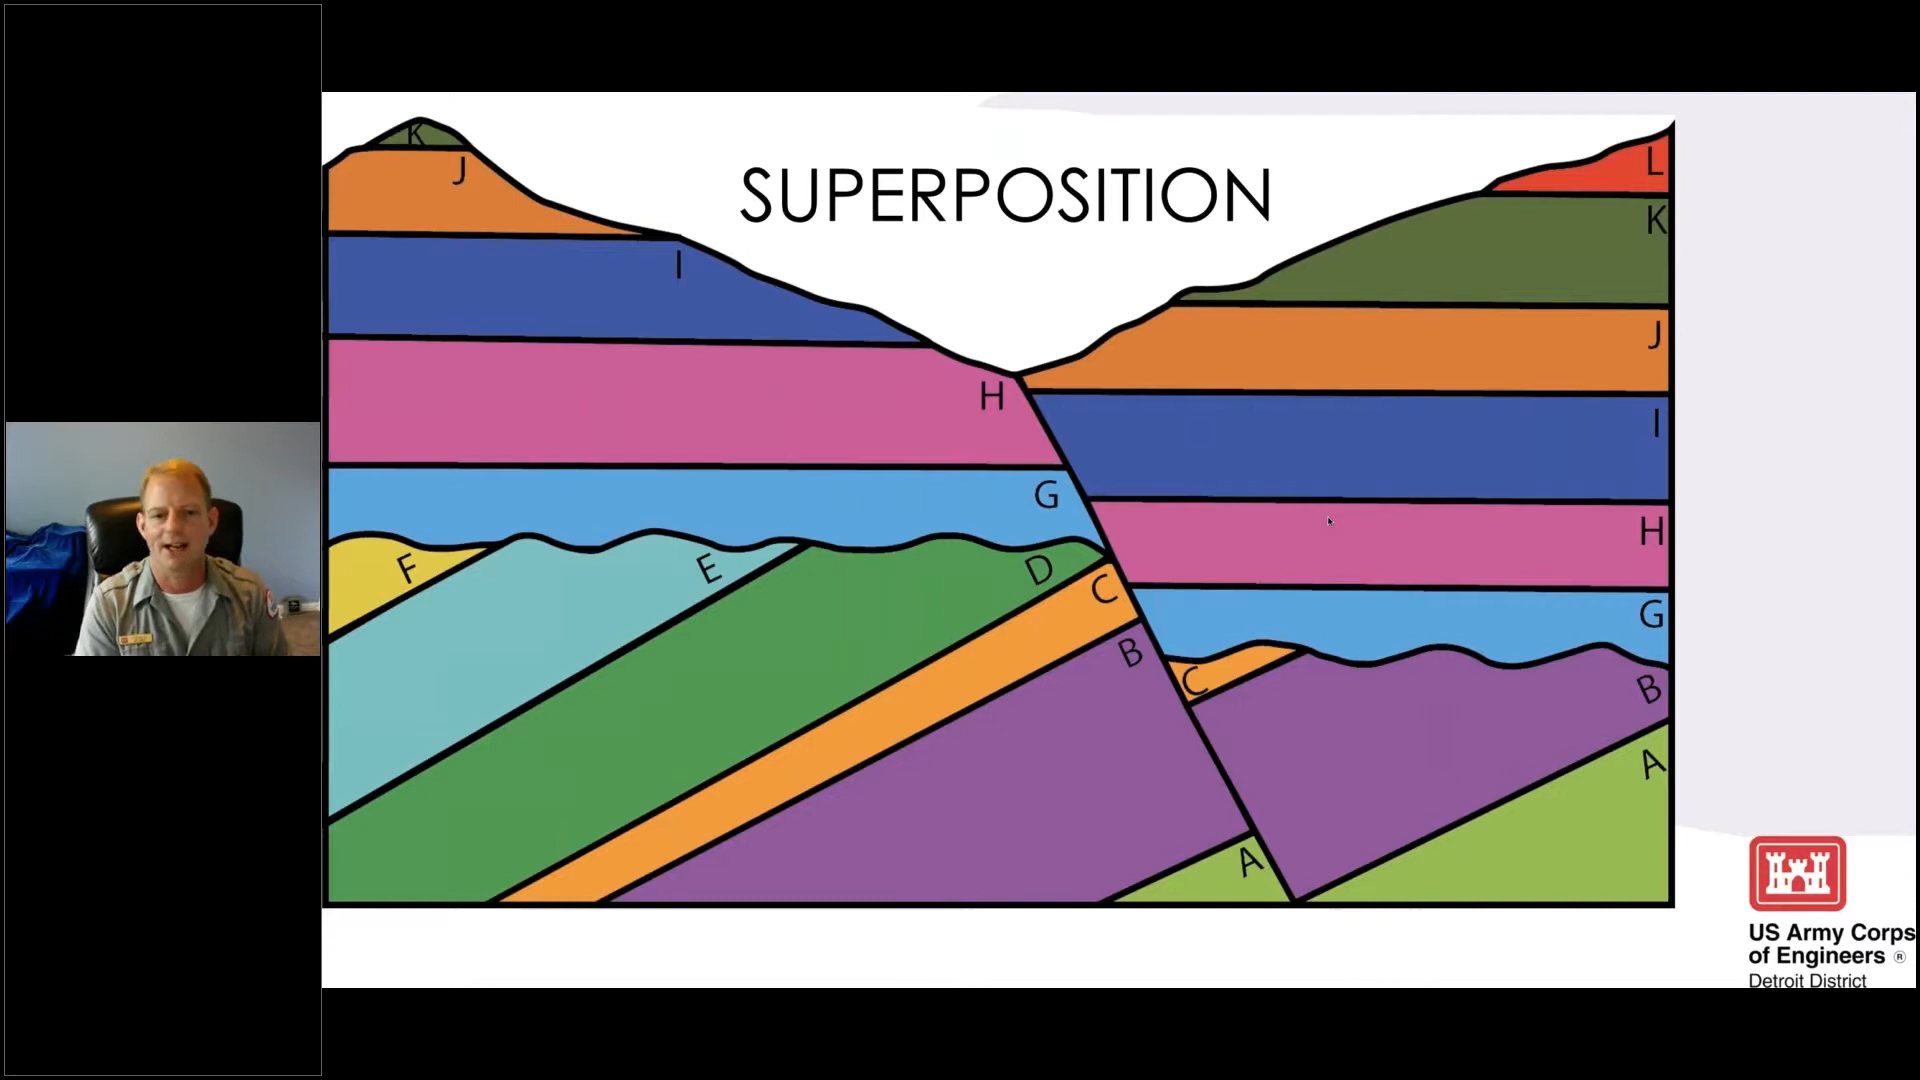 SUPERPOSITION
K
J
I
H
G
F
E
D
C
B
A
L
K
J
I
H
G
C
B
A
US Army Corps
of Engineers ®
Detroit District